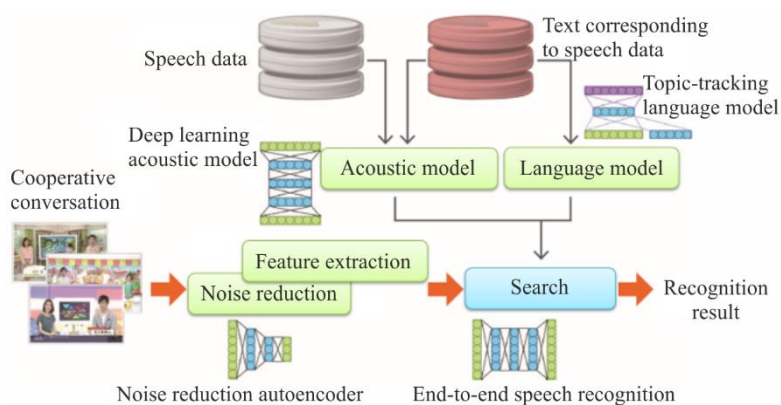 Speech data
Text corresponding
to speech data
Topic-tracking
language model
Deep learning
acoustic model
Acoustic model
Language model
Cooperative
conversation
Feature extraction
Noise reduction
Search
Recognition
result
Noise reduction autoencoder
End-to-end speech recognition